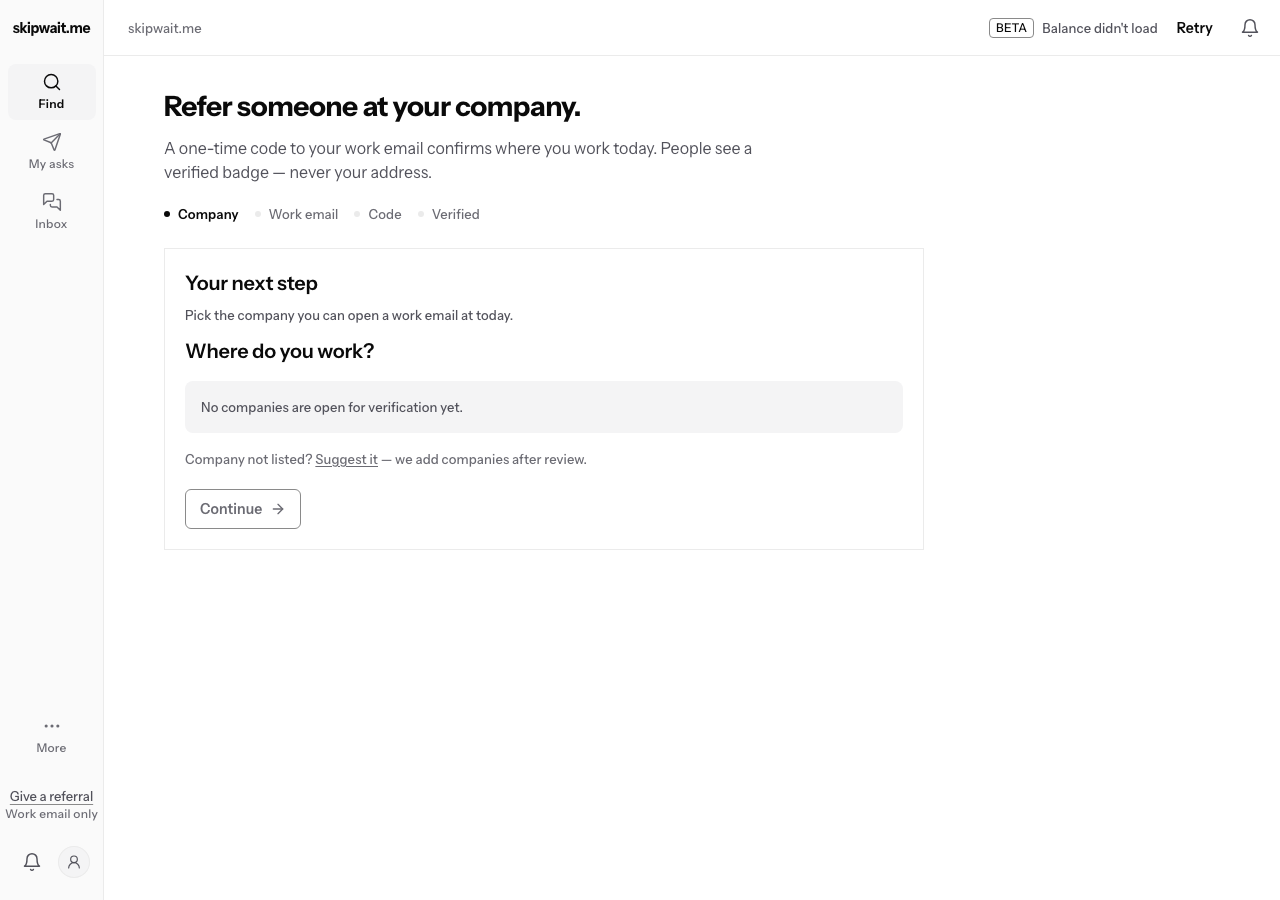 skipwait.me
Find
My asks
Inbox
More
Give a referral
Work email only
skipwait.me
BETA Balance didn't load Retry
Refer someone at your company.
A one-time code to your work email confirms where you work today. People see a
verified badge — never your address.
Company Work email Code Verified
Your next step
Pick the company you can open a work email at today.
Where do you work?
No companies are open for verification yet.
Company not listed? Suggest it — we add companies after review.
Continue